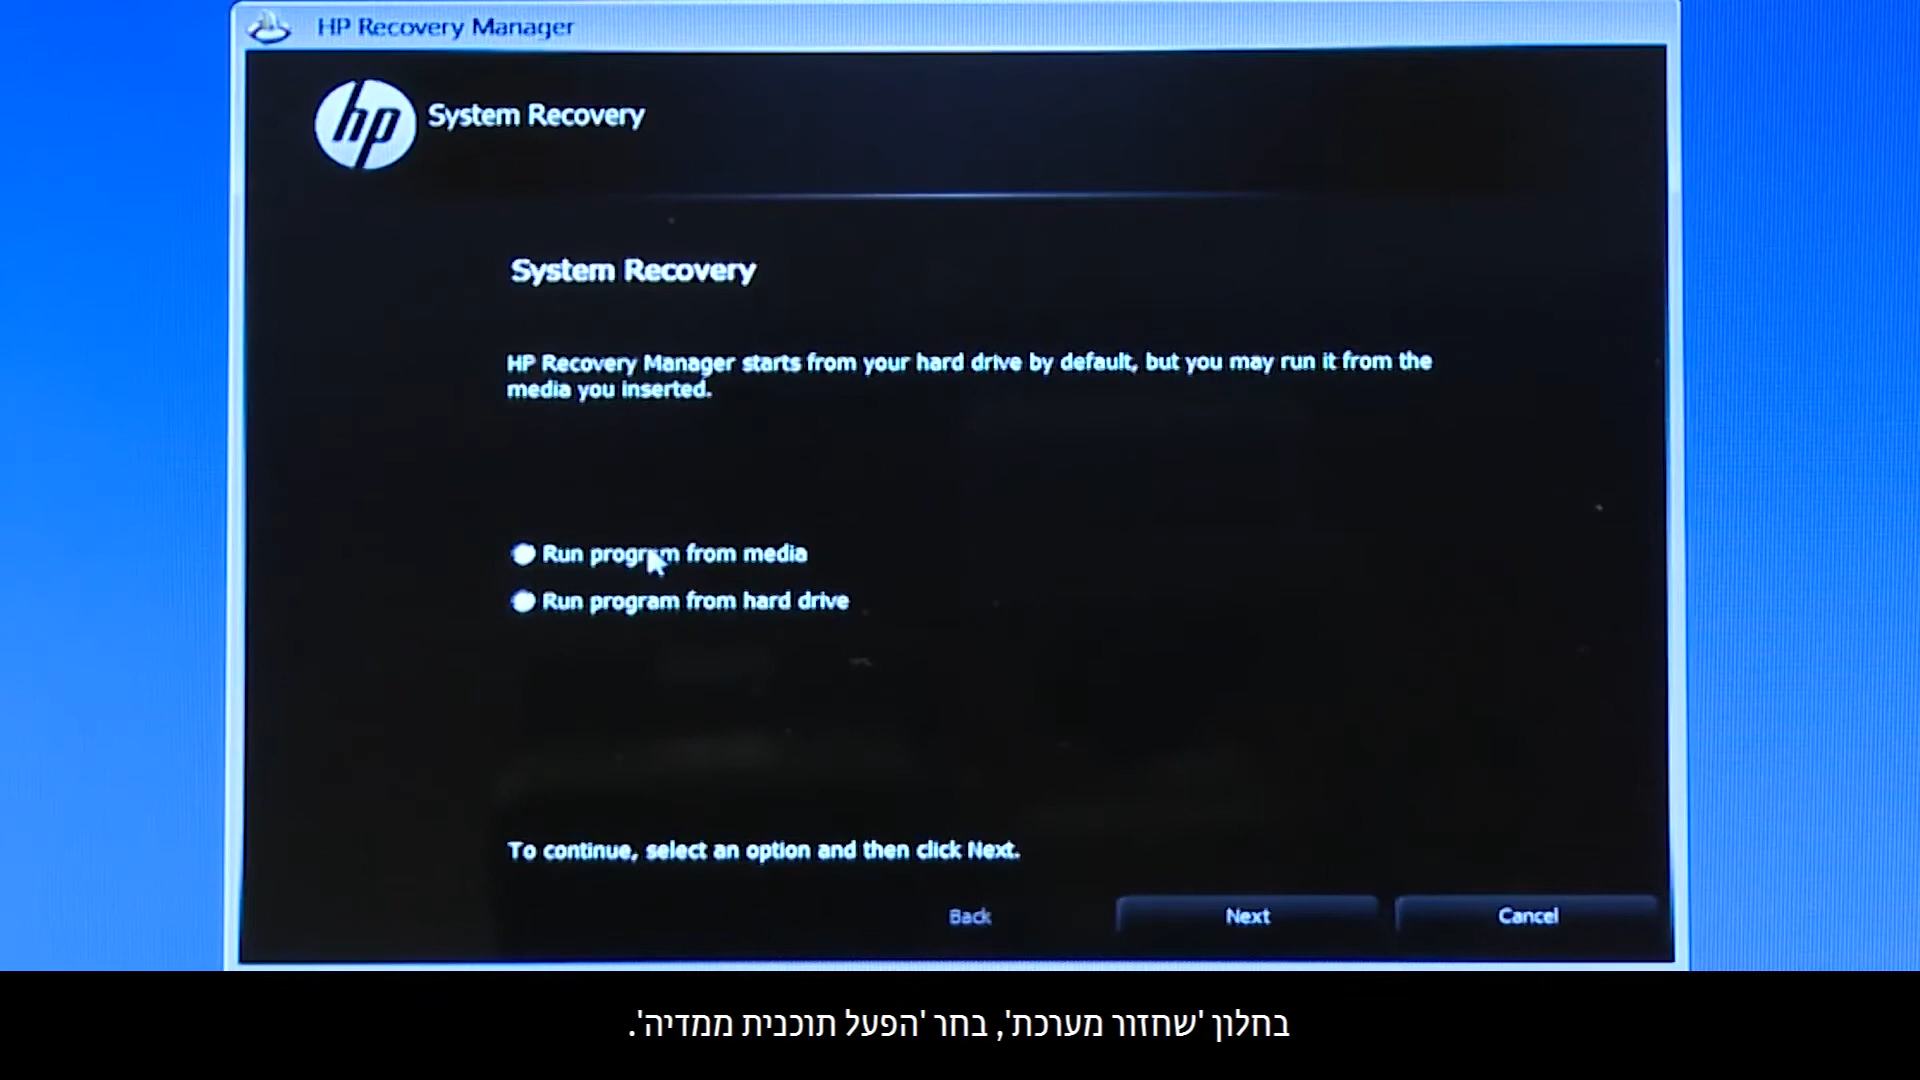 HP Recovery Manager
hp
System Recovery
System Recovery
HP Recovery Manager starts from your hard drive by default, but you may run it from the
media you inserted.
Run program from media
Run program from hard drive
To continue, select an option and then click Next.
Back
Next
Cancel
בחלון 'שחזור מערכת', בחר 'הפעל תוכנית ממדיה'.